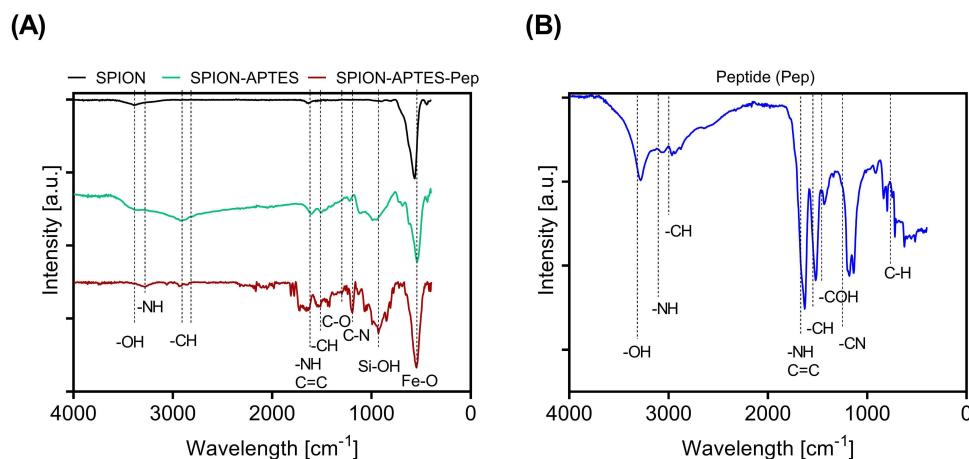 (A)
SPION SPION-APTES SPION-APTES-Pep
Intensity [a.u.]
-NH
-OH
-CH
-NH
C=C
-CH
C-O
C-N
Si-OH
Fe-O
4000 3000 2000 1000 0
Wavelength [cm⁻¹]
(B)
Peptide (Pep)
Intensity [a.u.]
-OH
-NH
-CH
-NH
C=C
-CH
-COH
-CN
C-H
4000 3000 2000 1000 0
Wavelength [cm⁻¹]